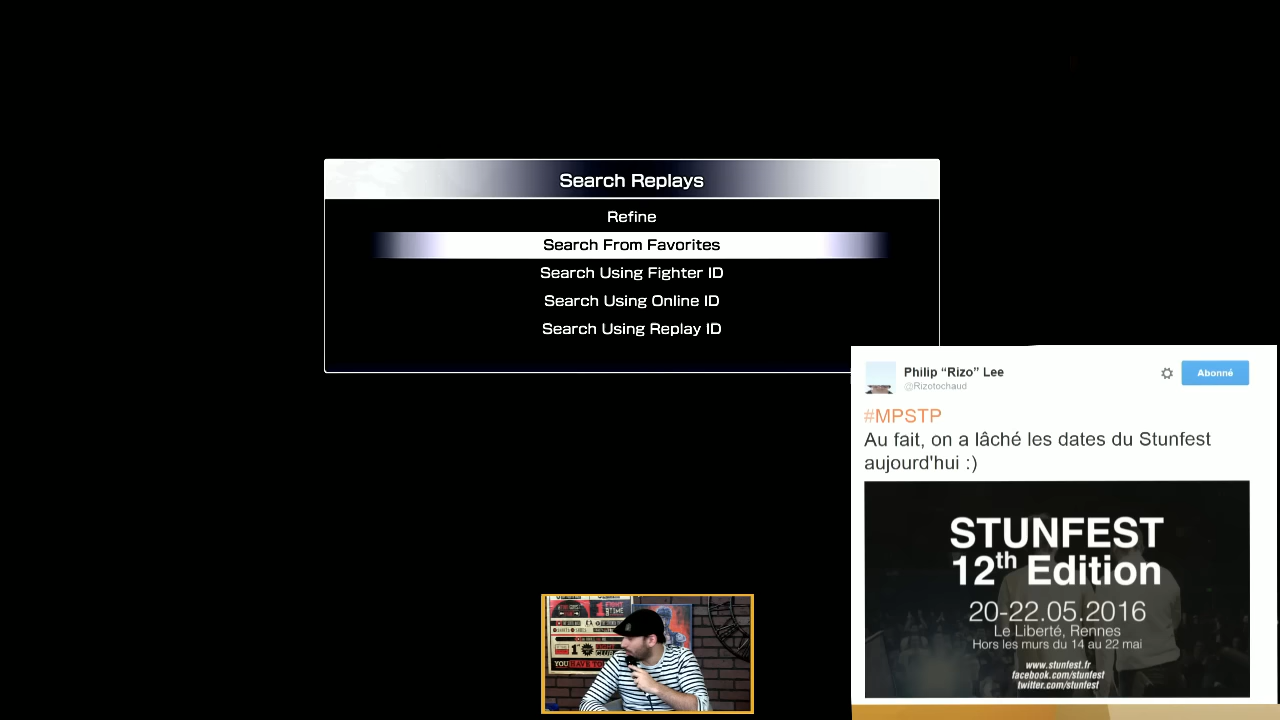 Search Replays
Refine
Search From Favorites
Search Using Fighter ID
Search Using Online ID
Search Using Replay ID
Philip “Rizo” Lee
@Rizotochaud
Abonné
#MPSTP
Au fait, on a lâché les dates du Stunfest
aujourd'hui :)
STUNFEST
12th Edition
20-22.05.2016
Le Liberté, Rennes
Hors les murs du 14 au 22 mai
www.stunfest.fr
facebook.com/stunfest
twitter.com/stunfest
YOU HAVE TO